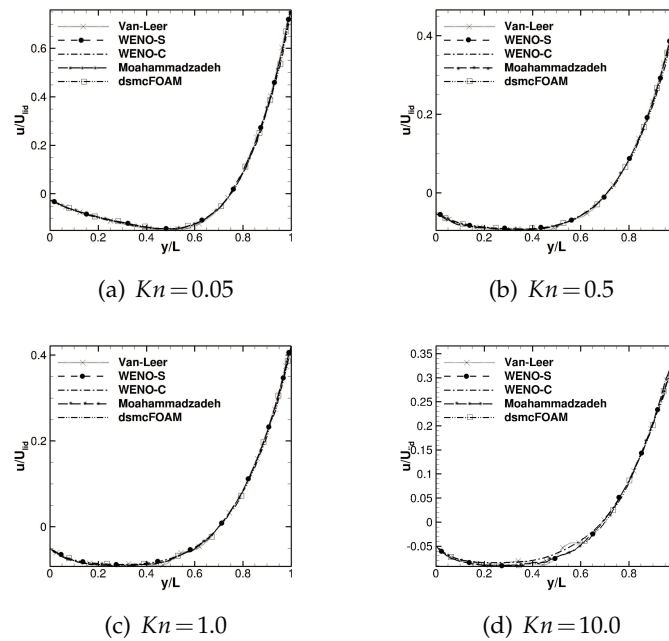 u/U_lid
0.6
0.4
0.2
0
0 0.2 0.4 0.6 0.8 1
y/L
Van-Leer
WENO-S
WENO-C
Moahammadzadeh
dsmcFOAM
(a) Kn=0.05
u/U_lid
0.4
0.2
0
0 0.2 0.4 0.6 0.8
y/L
Van-Leer
WENO-S
WENO-C
Moahammadzadeh
dsmcFOAM
(b) Kn=0.5
u/U_lid
0.4
0.2
0
0 0.2 0.4 0.6 0.8 1
y/L
Van-Leer
WENO-S
WENO-C
Moahammadzadeh
dsmcFOAM
(c) Kn=1.0
u/U_lid
0.35
0.3
0.25
0.2
0.15
0.1
0.05
0
-0.05
0 0.2 0.4 0.6 0.8
y/L
Van-Leer
WENO-S
WENO-C
Moahammadzadeh
dsmcFOAM
(d) Kn=10.0